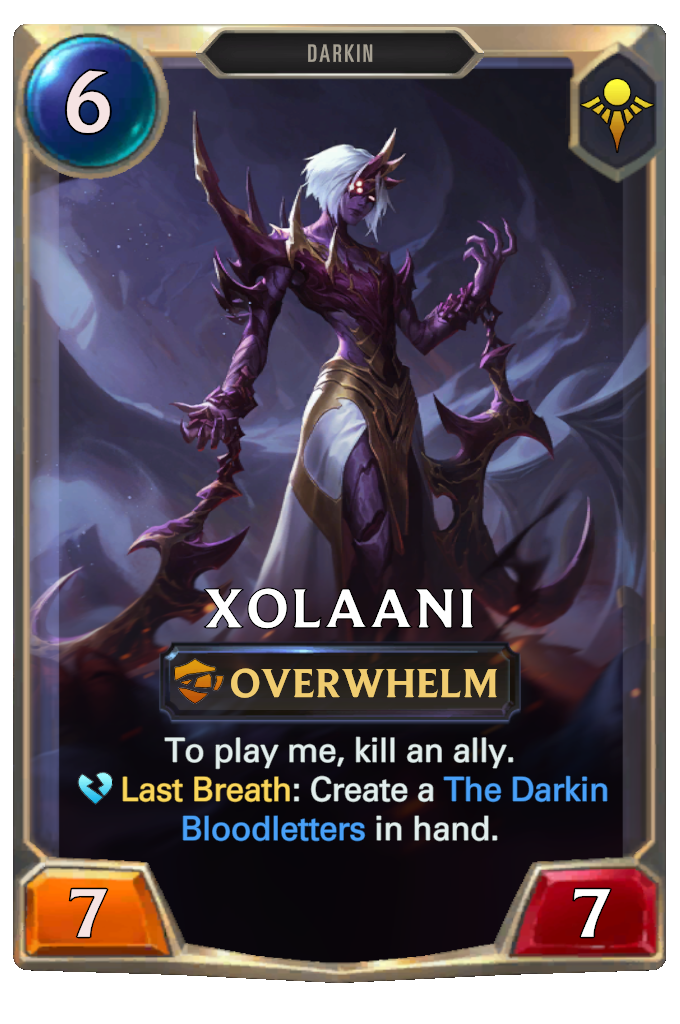 DARKIN
6
XOLAANI
OVERWHELM
To play me, kill an ally.
Last Breath: Create a The Darkin
Bloodletters in hand.
7
7